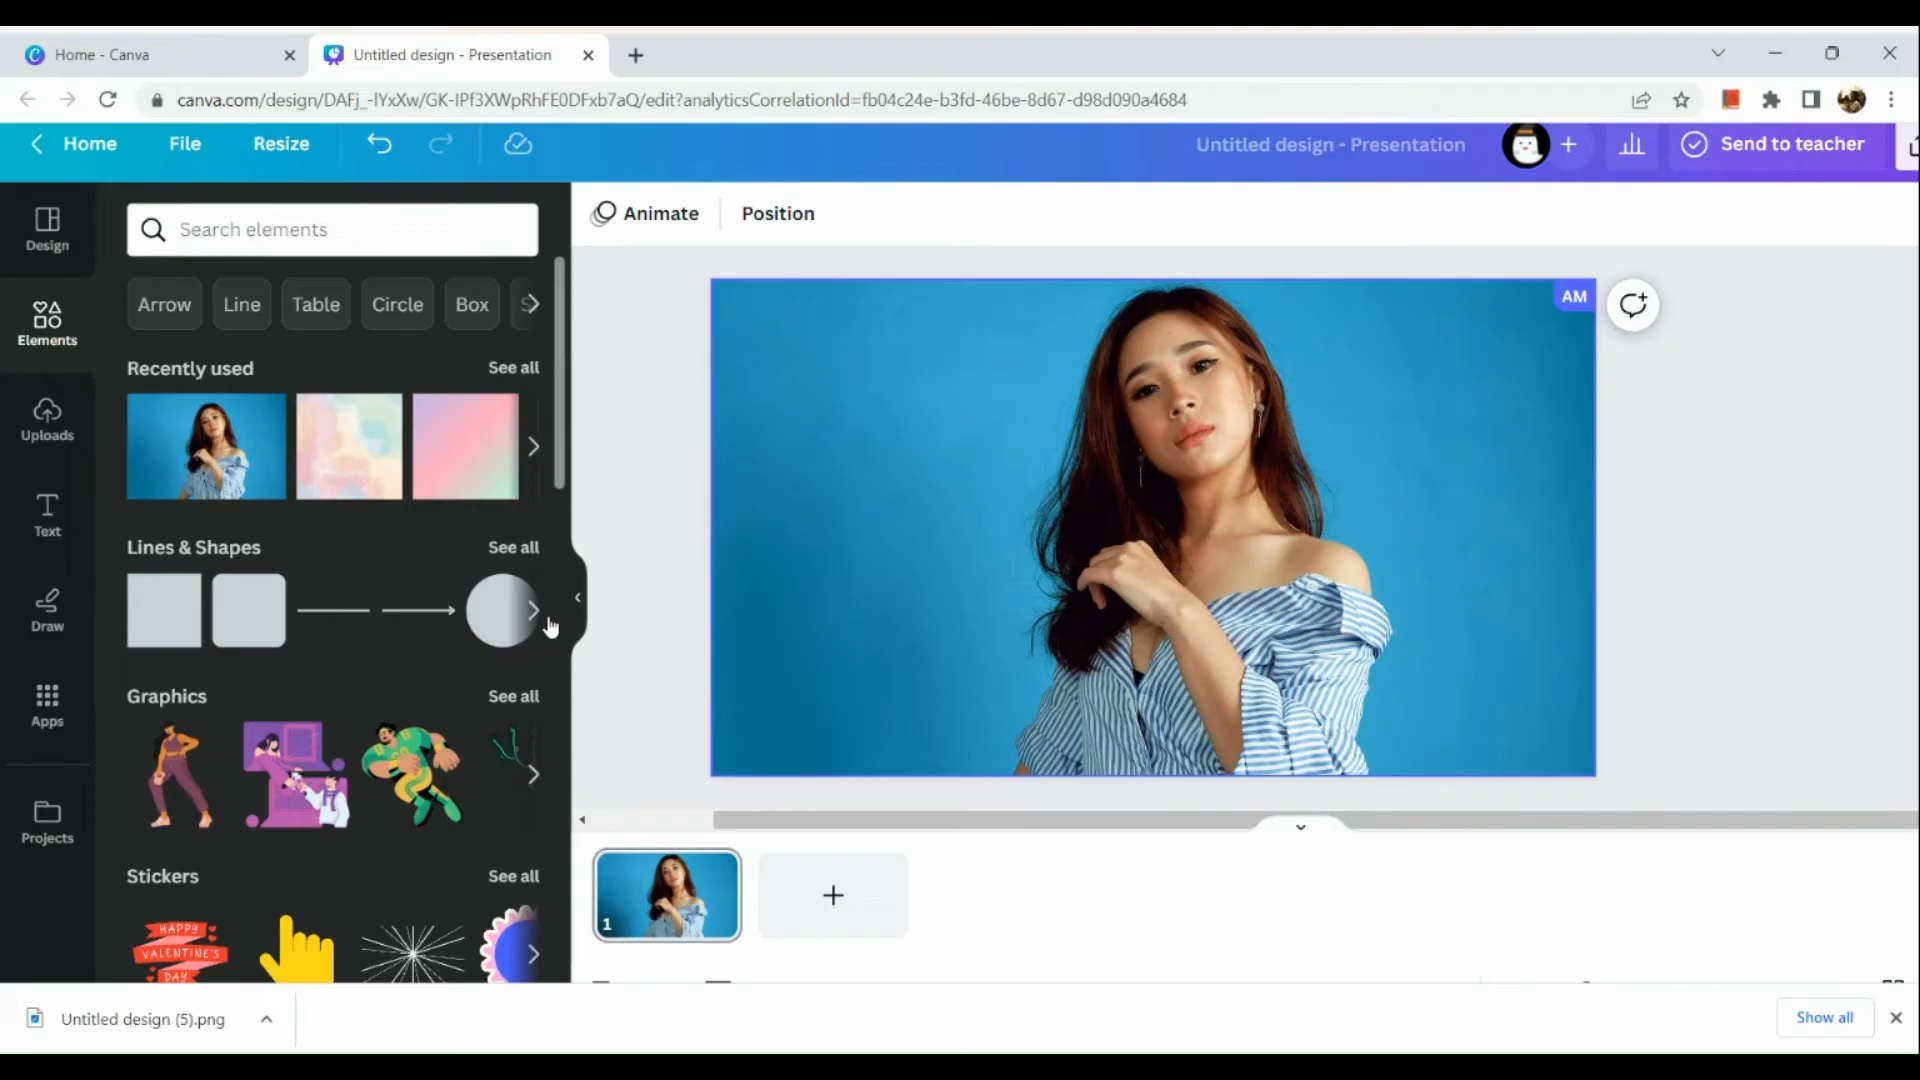 Home - Canva
Untitled design - Presentation
canva.com/design/DAFj_-lYxXw/GK-IPf3XWpRhFE0DFxb7aQ/edit?analyticsCorrelationId=fb04c24e-b3fd-46be-8d67-d98d090a4684
Home File Resize
Untitled design - Presentation
Send to teacher
Design
Elements
Uploads
Text
Draw
Apps
Projects
Search elements
Arrow Line Table Circle Box S
Recently used See all
Lines & Shapes See all
Graphics See all
Stickers See all
HAPPY
VALENTINE'S
DAY
Animate Position
AM
1
Untitled design (5).png
Show all